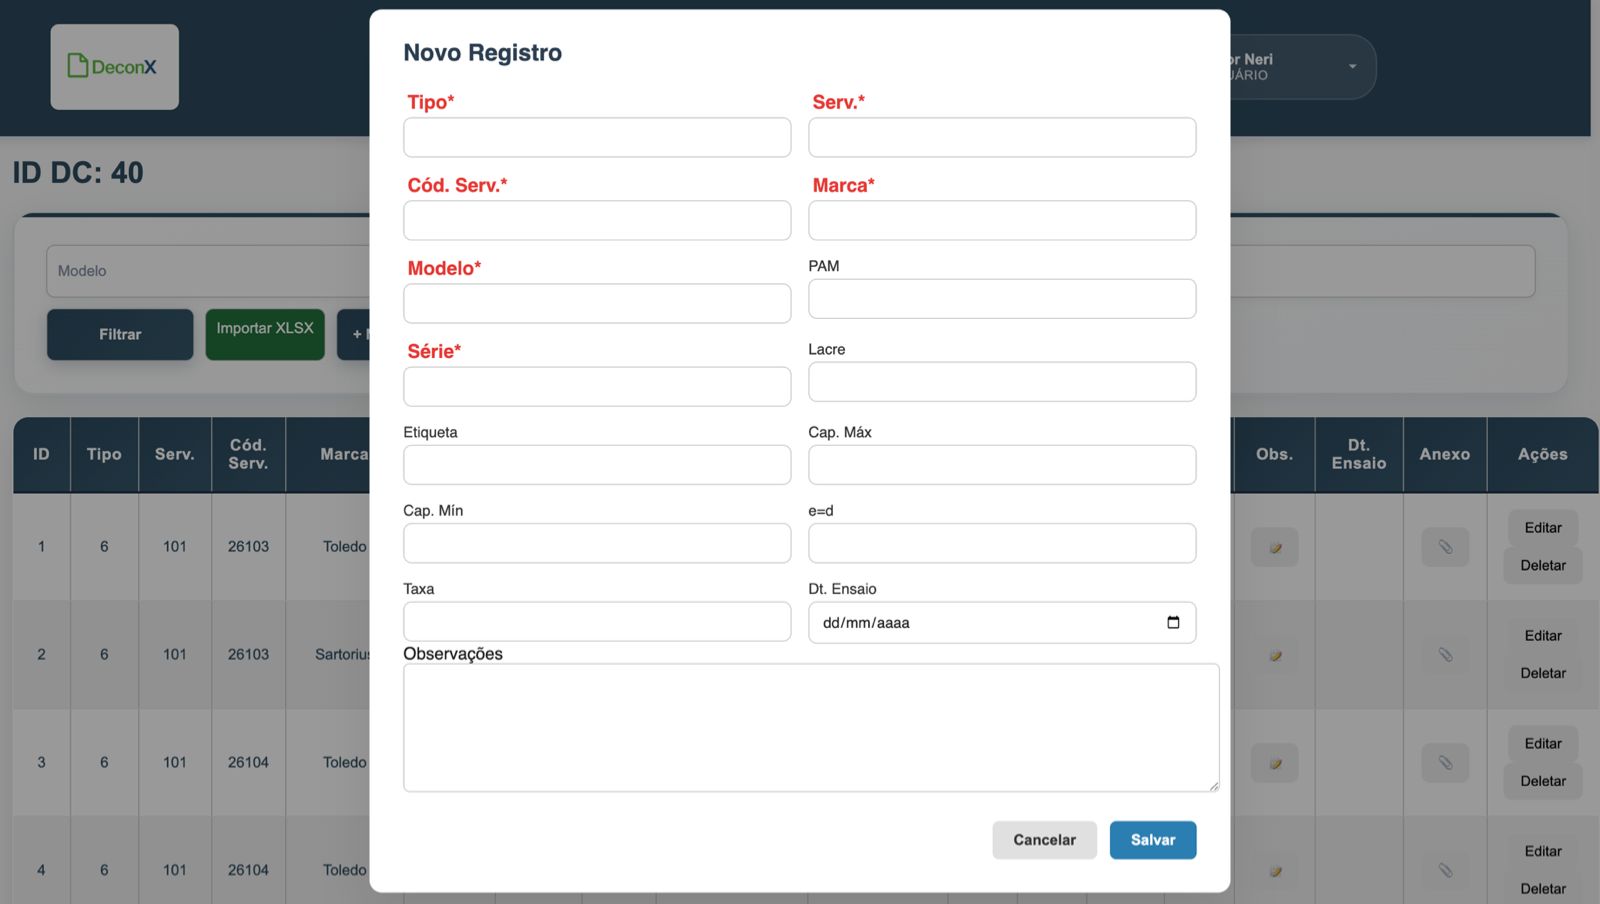 DeconX
or Neri
UÁRIO
ID DC: 40
Modelo
Filtrar
Importar XLSX
+
Novo Registro
Tipo*
Serv.*
Cód. Serv.*
Marca*
Modelo*
PAM
Série*
Lacre
Etiqueta
Cap. Máx
Cap. Mín
e=d
Taxa
Dt. Ensaio
dd/mm/aaaa
Observações
Cancelar
Salvar
ID
Tipo
Serv.
Cód.
Serv.
Marca
Obs.
Dt.
Ensaio
Anexo
Ações
1
6
101
26103
Toledo
Editar
Deletar
2
6
101
26103
Sartorius
Editar
Deletar
3
6
101
26104
Toledo
Editar
Deletar
4
6
101
26104
Toledo
Editar
Deletar